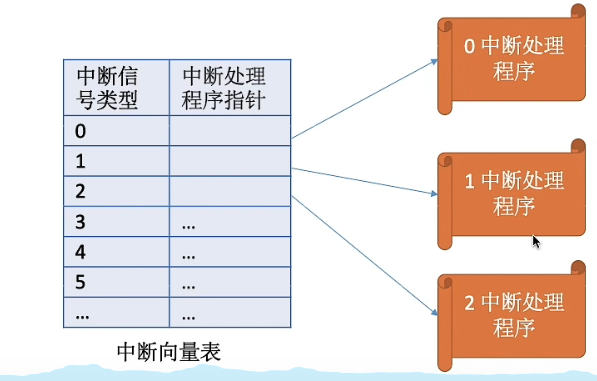 中断信
号类型
中断处理
程序指针
0
1
2
3 ...
4 ...
5 ...
... ...
中断向量表
0 中断处理
程序
1 中断处理
程序
2 中断处理
程序